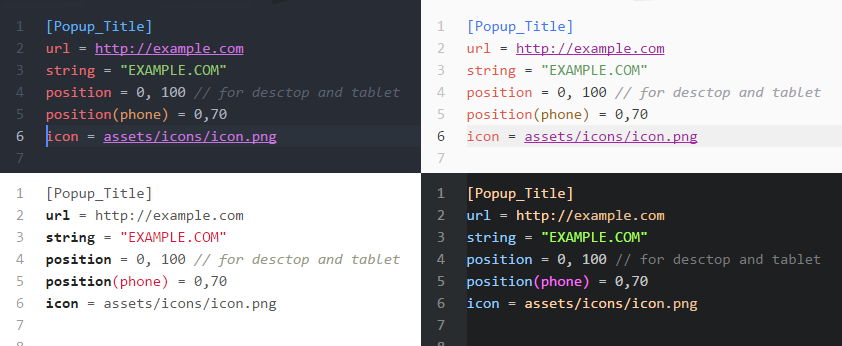 1 [Popup_Title]
2 url = http://example.com
3 string = "EXAMPLE.COM"
4 position = 0, 100 // for desctop and tablet
5 position(phone) = 0,70
6 icon = assets/icons/icon.png
7
1 [Popup_Title]
2 url = http://example.com
3 string = "EXAMPLE.COM"
4 position = 0, 100 // for desctop and tablet
5 position(phone) = 0,70
6 icon = assets/icons/icon.png
7
1 [Popup_Title]
2 url = http://example.com
3 string = "EXAMPLE.COM"
4 position = 0, 100 // for desctop and tablet
5 position(phone) = 0,70
6 icon = assets/icons/icon.png
7
1 [Popup_Title]
2 url = http://example.com
3 string = "EXAMPLE.COM"
4 position = 0, 100 // for desctop and tablet
5 position(phone) = 0,70
6 icon = assets/icons/icon.png
7